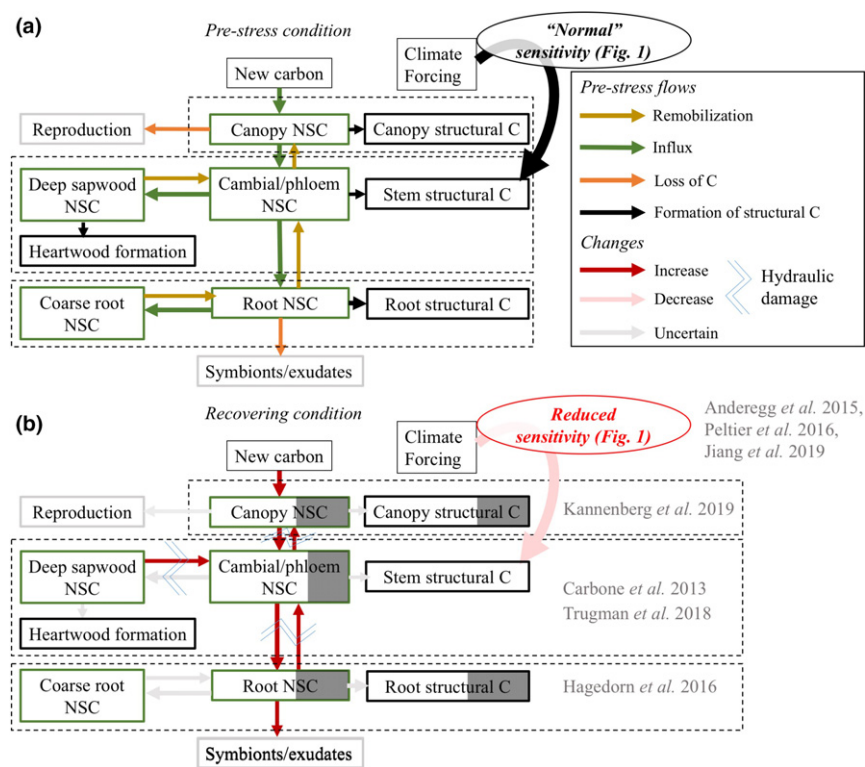 (a)
Pre-stress condition
"Normal"
sensitivity (Fig. 1)
Climate
Forcing
New carbon
Reproduction
Canopy NSC
Canopy structural C
Deep sapwood
NSC
Cambial/phloem
NSC
Stem structural C
Heartwood formation
Coarse root
NSC
Root NSC
Root structural C
Symbionts/exudates
Pre-stress flows
Remobilization
Influx
Loss of C
Formation of structural C
Changes
Increase
Decrease
Hydraulic
damage
Uncertain
(b)
Recovering condition
Reduced
sensitivity (Fig. 1)
Anderegg et al. 2015,
Peltier et al. 2016,
Jiang et al. 2019
Climate
Forcing
New carbon
Reproduction
Canopy NSC
Canopy structural C
Kannenberg et al. 2019
Deep sapwood
NSC
Cambial/phloem
NSC
Stem structural C
Carbone et al. 2013
Trugman et al. 2018
Heartwood formation
Coarse root
NSC
Root NSC
Root structural C
Hagedorn et al. 2016
Symbionts/exudates